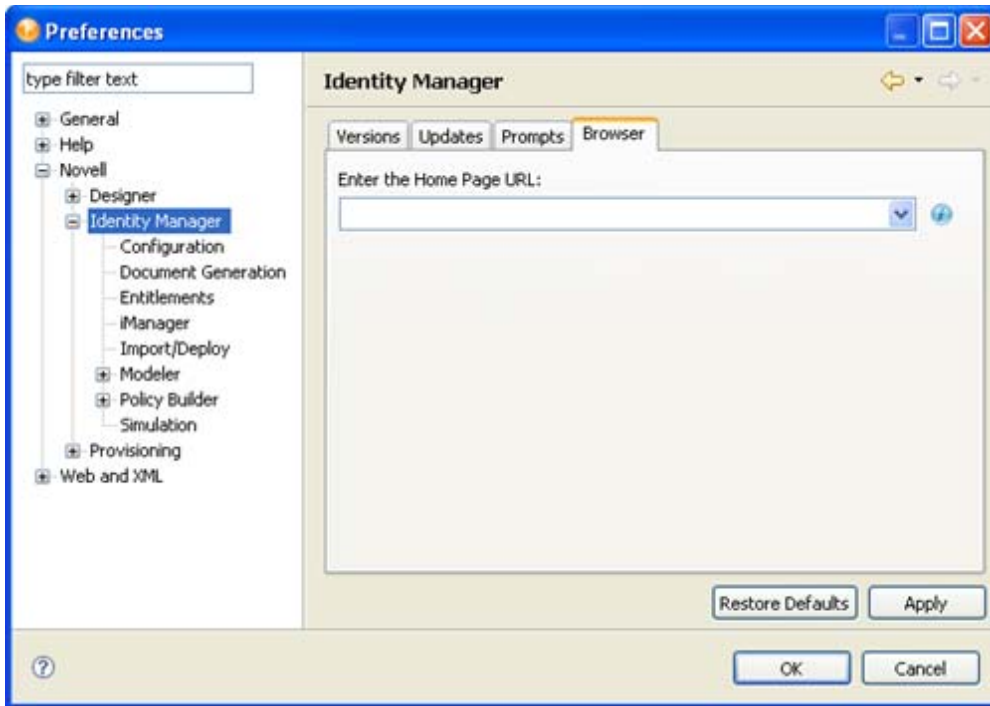 Preferences
type filter text
General
Help
Novell
Designer
Identity Manager
Configuration
Document Generation
Entitlements
iManager
Import/Deploy
Modeler
Policy Builder
Simulation
Provisioning
Web and XML
Identity Manager
Versions Updates Prompts Browser
Enter the Home Page URL:
Restore Defaults Apply
OK Cancel